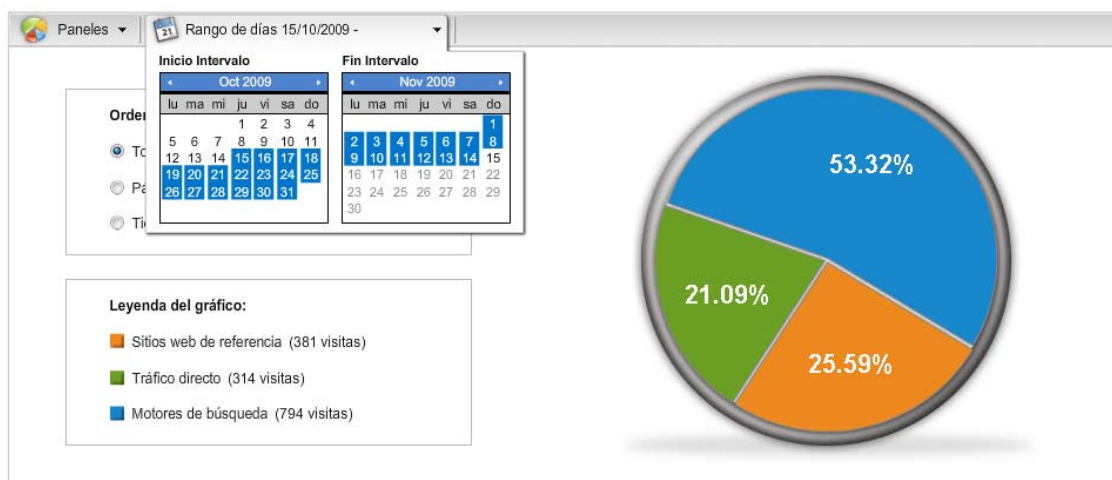 Paneles
Rango de días 15/10/2009 -
Inicio Intervalo
Oct 2009
lu ma mi ju vi sa do
1 2 3 4
5 6 7 8 9 10 11
12 13 14 15 16 17 18
19 20 21 22 23 24 25
26 27 28 29 30 31
Fin Intervalo
Nov 2009
lu ma mi ju vi sa do
1
2 3 4 5 6 7 8
9 10 11 12 13 14 15
16 17 18 19 20 21 22
23 24 25 26 27 28 29
30
Leyenda del gráfico:
Sitios web de referencia (381 visitas)
Tráfico directo (314 visitas)
Motores de búsqueda (794 visitas)
53.32%
21.09%
25.59%